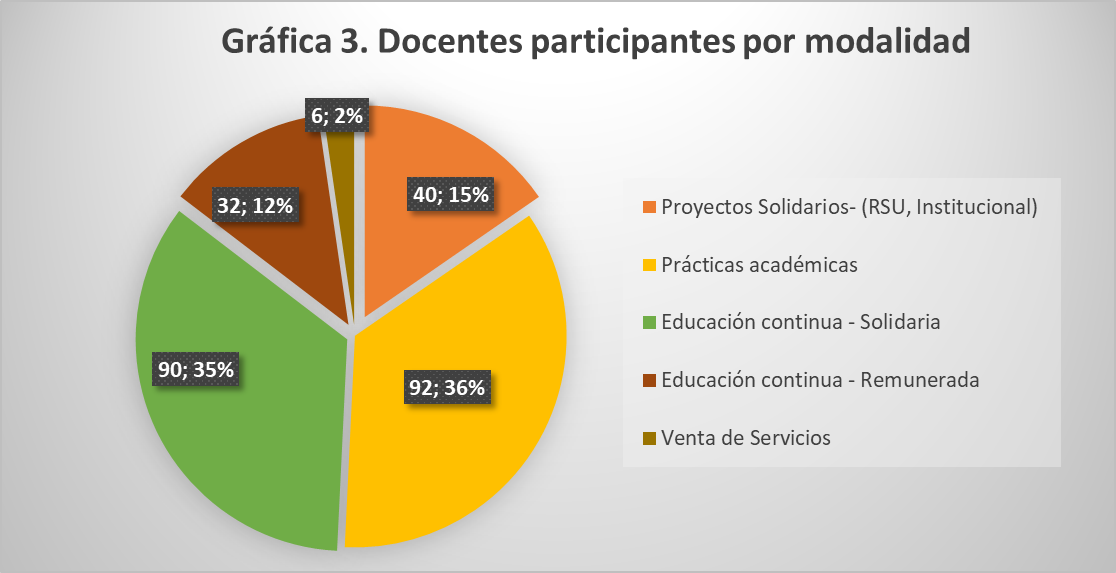 Gráfica 3. Docentes participantes por modalidad
6; 2%
40; 15%
32; 12%
90; 35%
92; 36%
Proyectos Solidarios- (RSU, Institucional)
Prácticas académicas
Educación continua - Solidaria
Educación continua - Remunerada
Venta de Servicios